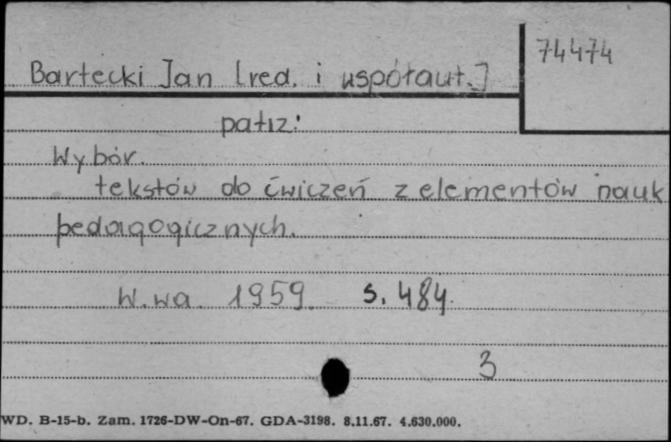 74474
Bartecki Jan [red. i uspółaut.]
patrz:
Wybór.
tekstów do ćwiczeń z elementów nauk
pedagogicznych.
W.wa. 1959. s. 484.
3
WD. B-15-b. Zam. 1726-DW-On-67. GDA-3198. 8.11.67. 4.630.000.